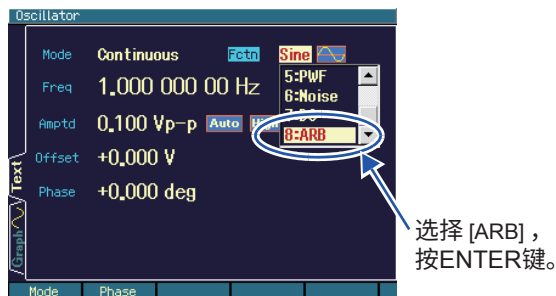 Oscillator
Mode Continuous Fctn Sine
5:PWF
Freq 1.000 000 00 Hz
6:Noise
Amptd 0.100 Vp-p Auto
8:ARB
Offset +0.000 V
Text
Phase +0.000 deg
Graph
选择 [ARB]，
按ENTER键。
Mode Phase